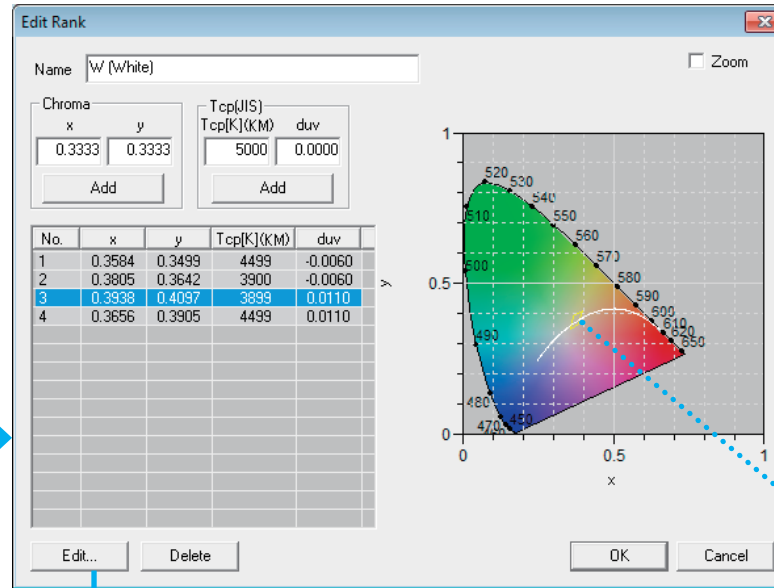 Edit Rank
Name W (White)
Zoom
Chroma
x y
0.3333 0.3333
Add
Tcp(JIS)
Tcp[K](KM) duv
5000 0.0000
Add
No. x y Tcp[K](KM) duv
1 0.3584 0.3499 4499 -0.0060
2 0.3805 0.3642 3900 -0.0060
3 0.3938 0.4097 3899 0.0110
4 0.3656 0.3905 4499 0.0110
1
y
0.5
0
0 0.5 1
x
520
530
540
550
560
570
580
590
600
610
620
650
510
500
490
480
470
450
Edit...
Delete
OK
Cancel